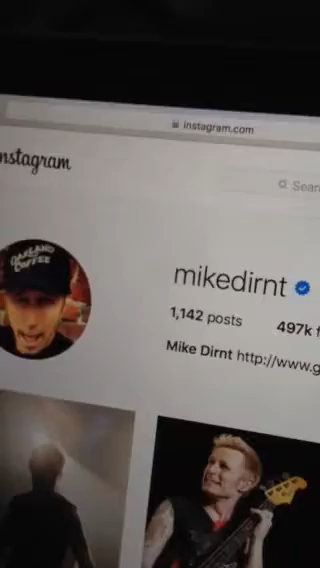 instagram.com
nstagram
Sear
OAKLAND
COFFEE
mikedirnt
1,142 posts 497k f
Mike Dirnt http://www.g